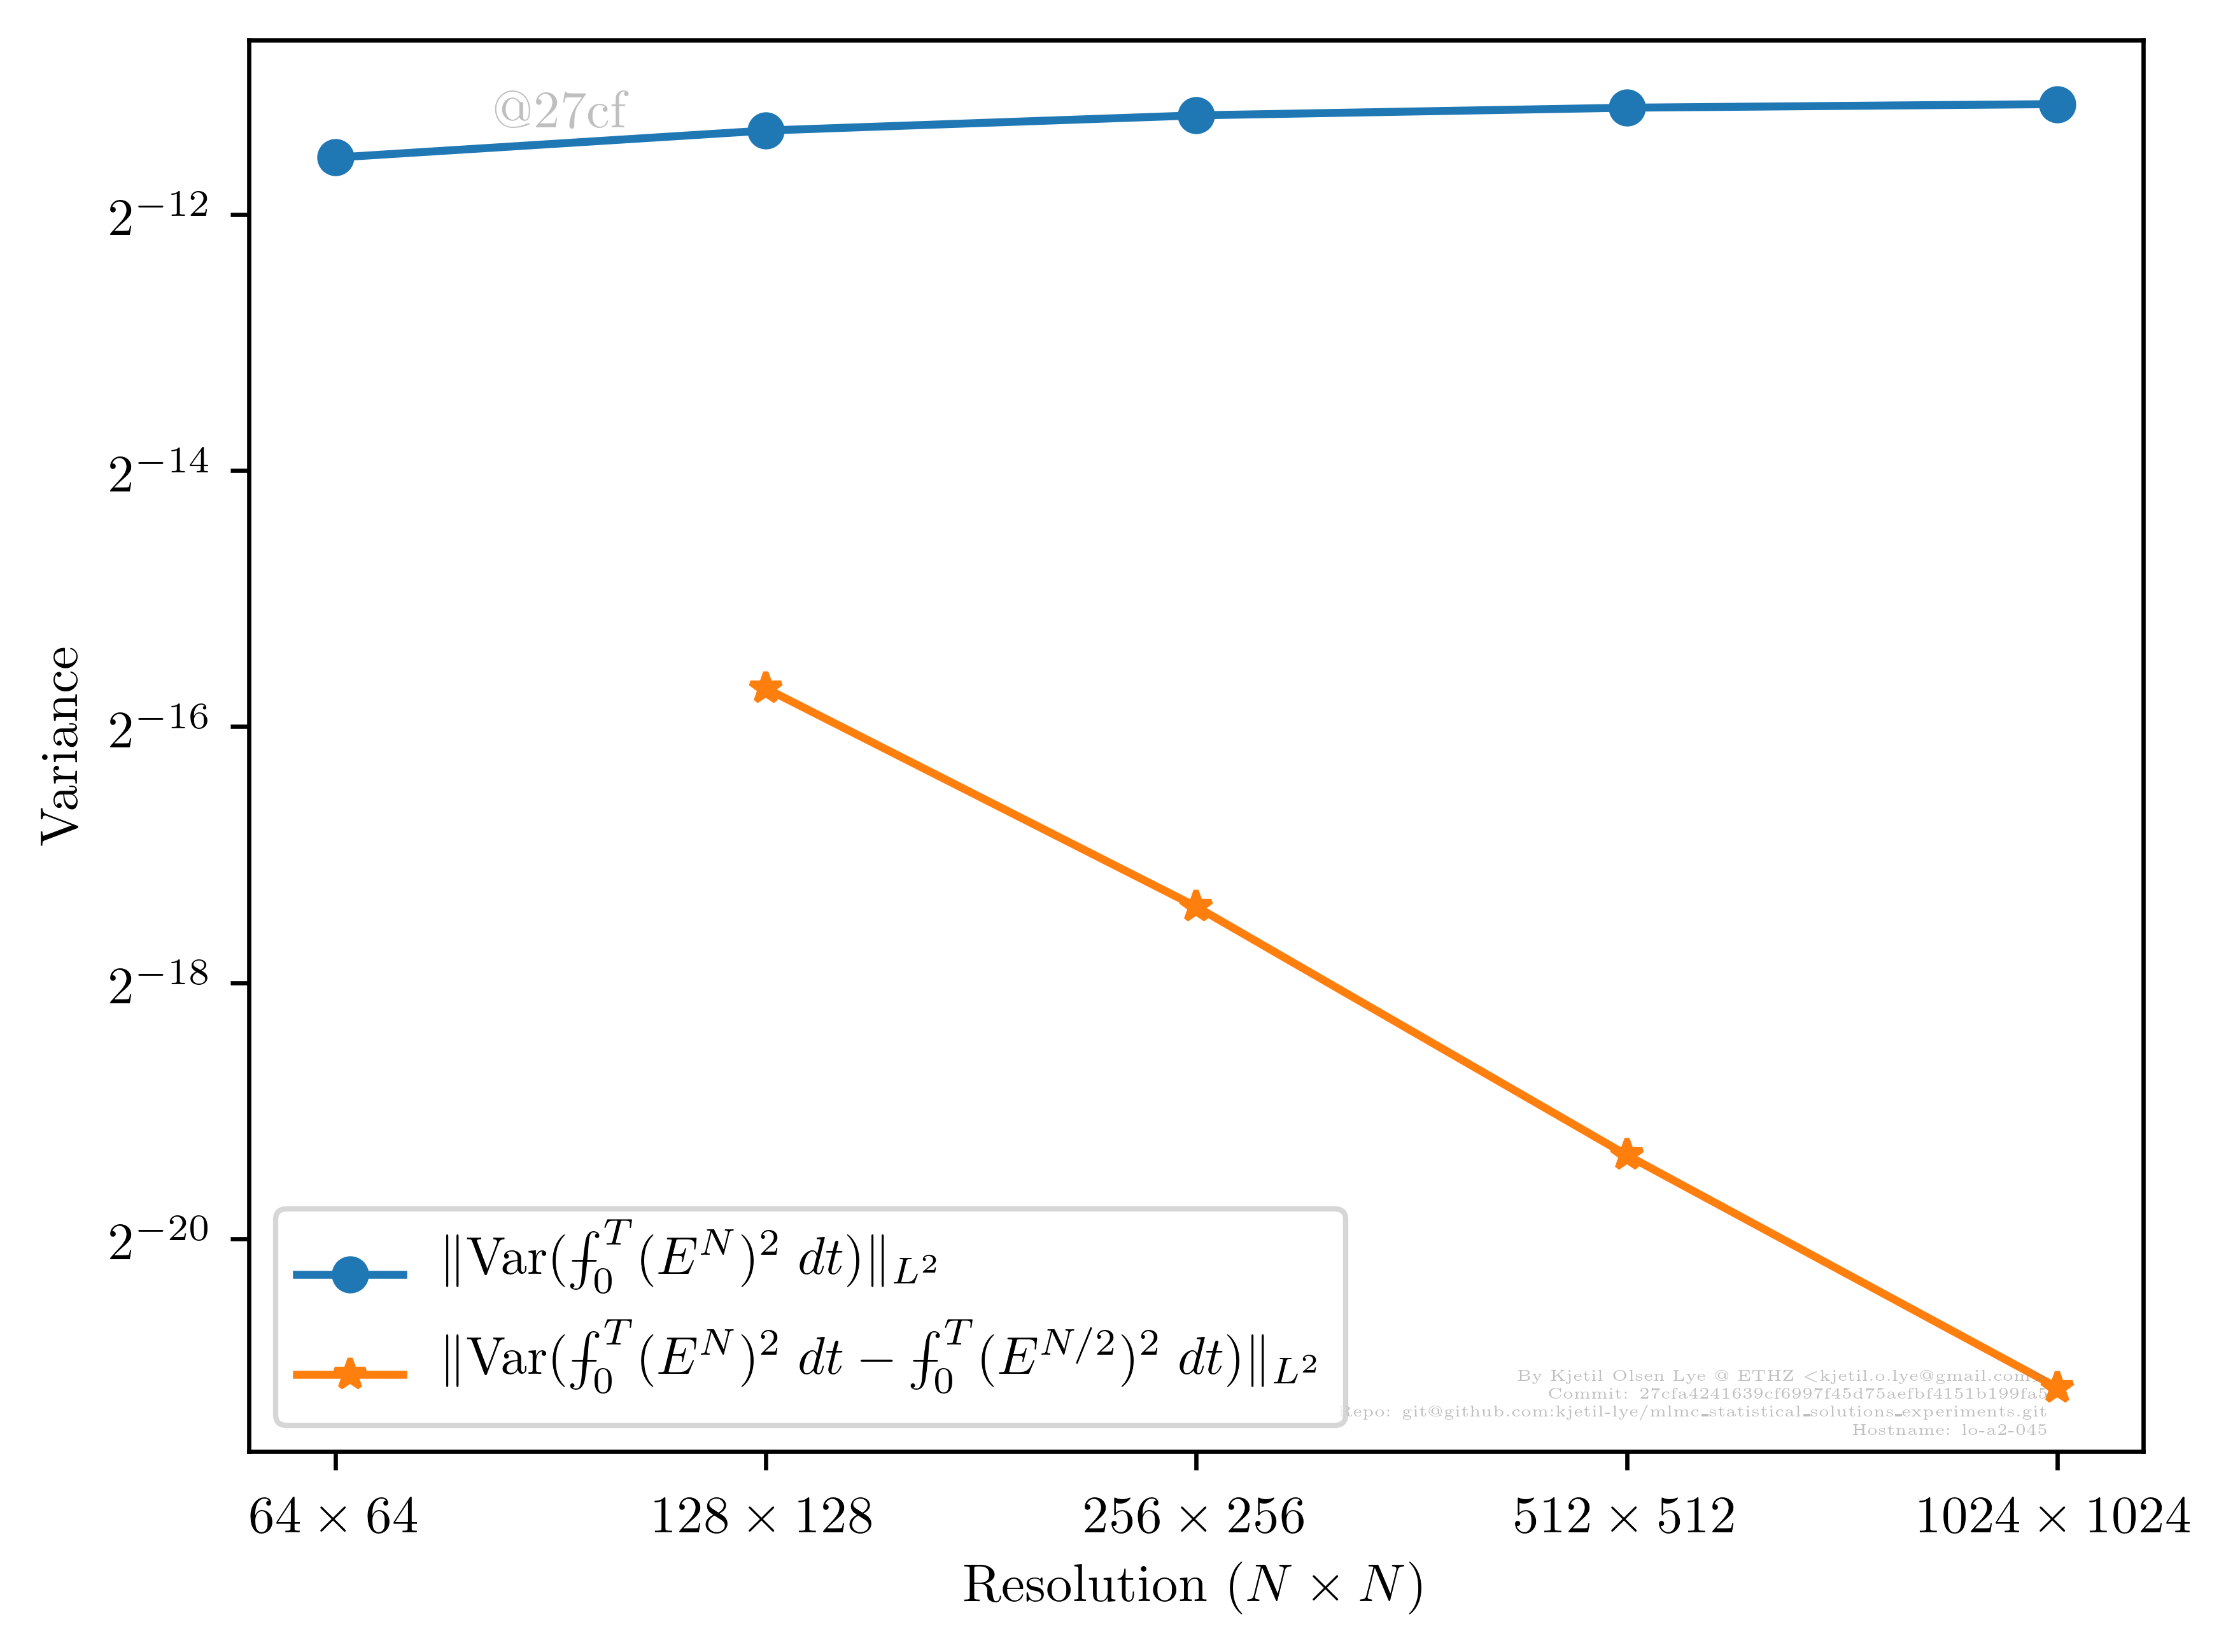 @27cf
2^{-12}
2^{-14}
2^{-16}
2^{-18}
2^{-20}
Variance
‖Var(⨍_0^T (E^N)^2 dt)‖_{L^2}
‖Var(⨍_0^T (E^N)^2 dt − ⨍_0^T (E^{N/2})^2 dt)‖_{L^2}
By Kjetil Olsen Lye @ ETHZ <kjetil.o.lye@gmail.com
Commit: 27cfa4241639cf6997f45d75aefbf4151b199fa5
Repo: git@github.com:kjetil-lye/mlmc_statistical_solutions_experiments.git
Hostname: lo-a2-045
64 × 64
128 × 128
256 × 256
512 × 512
1024 × 1024
Resolution (N × N)